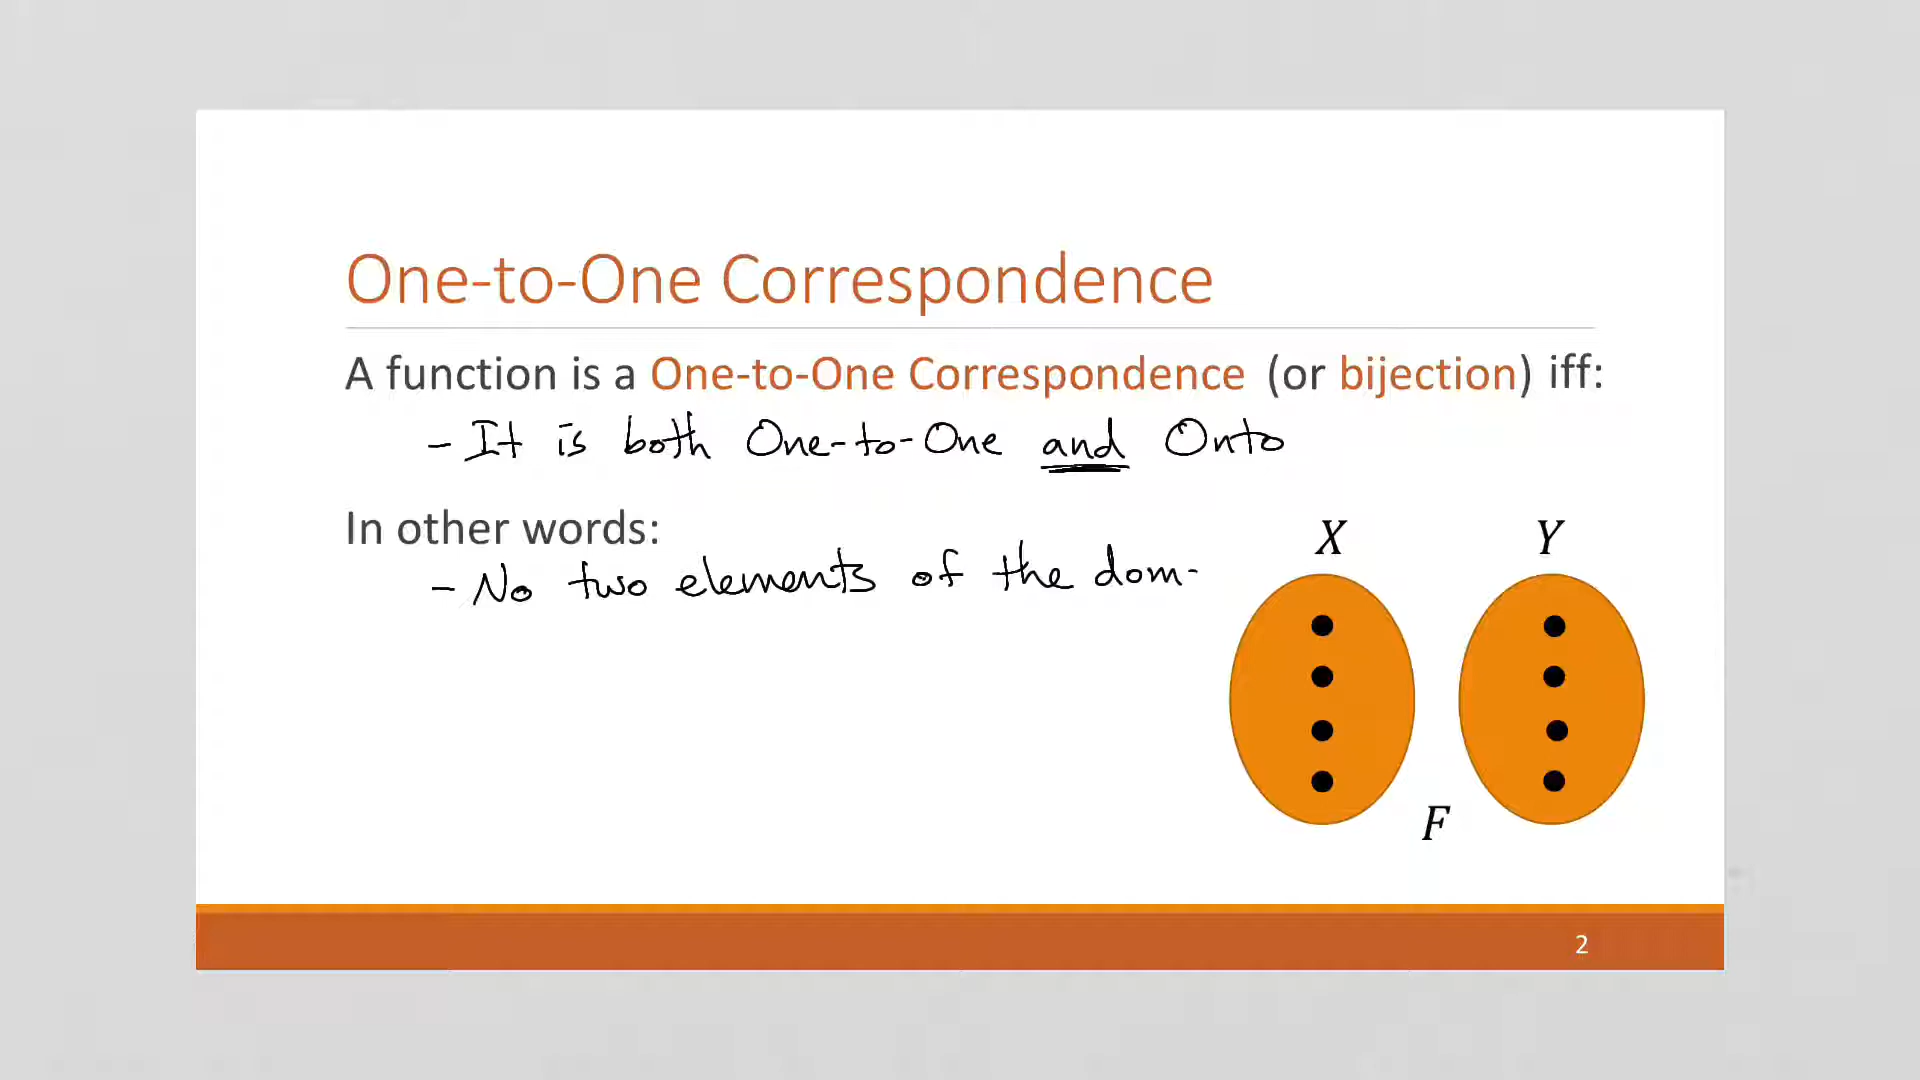 One-to-One Correspondence
A function is a One-to-One Correspondence (or bijection) iff:
- It is both One-to-One and Onto
In other words:
- No two elements of the dom-
X Y
F
2